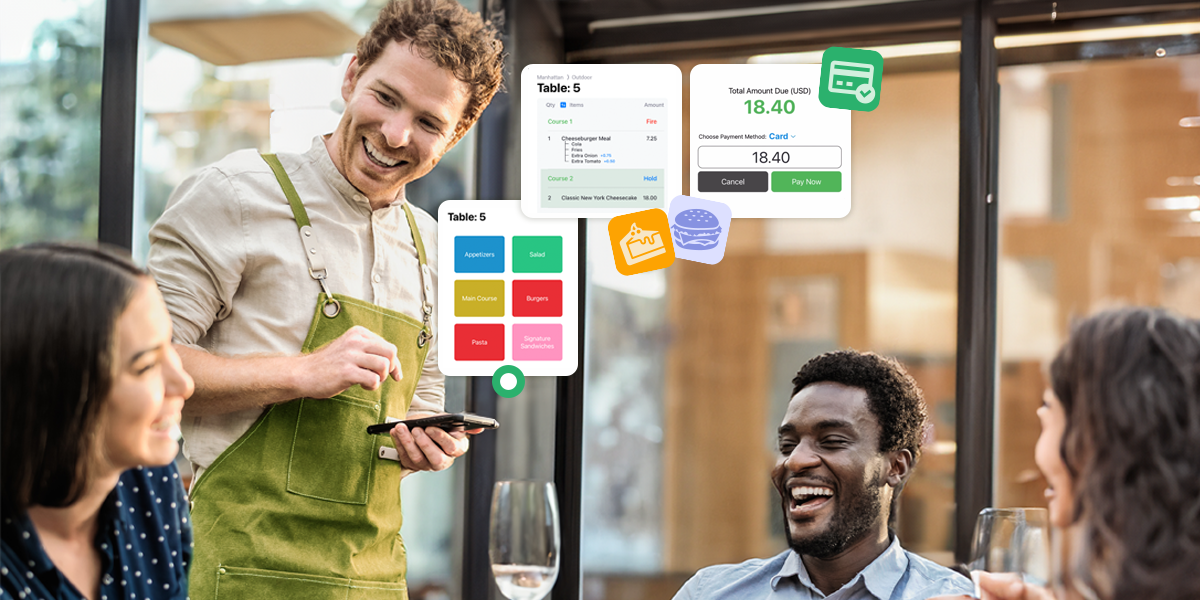 Manhattan > Outdoor
Table: 5
Qty Items Amount
Course 1 Fire
1 Cheeseburger Meal 7.25
Cola
Fries
Extra Onion +0.75
Extra Tomato
Course 2 Hold
2 Classic New York Cheesecake 18.00
Total Amount Due (USD)
18.40
Choose Payment Method: Card
18.40
Cancel Pay Now
Table: 5
Appetizers Salad
Main Course Burgers
Pasta Signature
Sandwiches